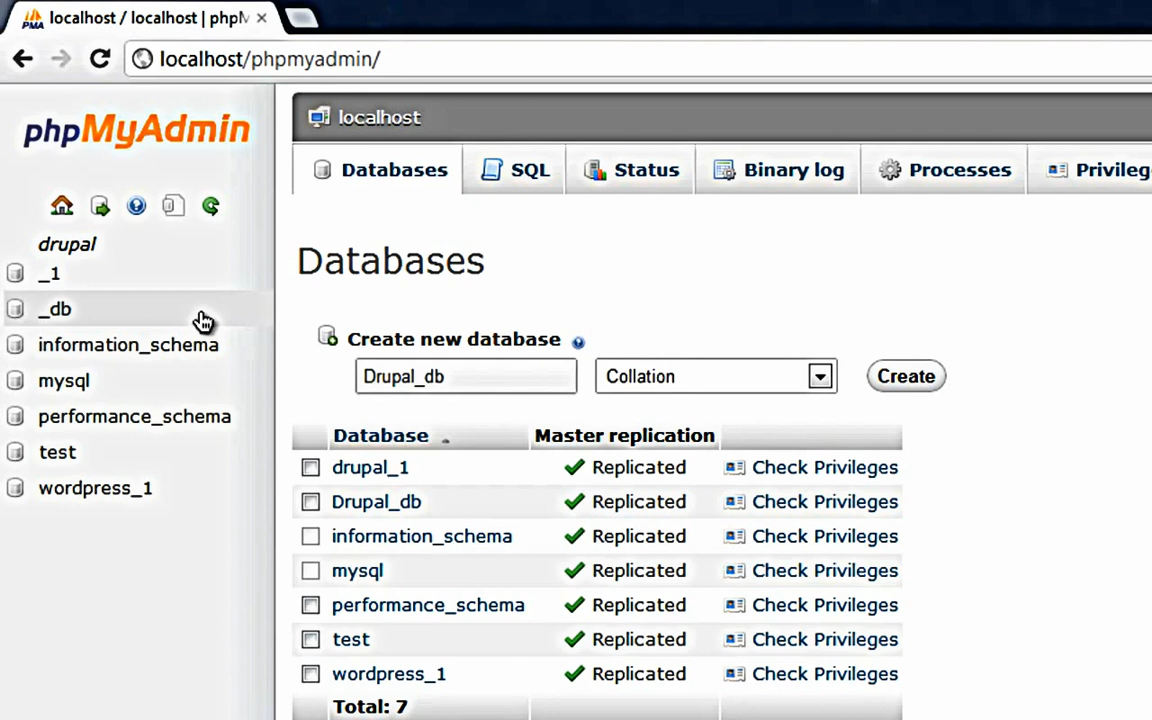 localhost / localhost | phpM
localhost/phpmyadmin/
phpMyAdmin
localhost
Databases SQL Status Binary log Processes Privileg
drupal
_1
_db
information_schema
mysql
performance_schema
test
wordpress_1
Databases
Create new database
Drupal_db Collation Create
Database Master replication
drupal_1 Replicated Check Privileges
Drupal_db Replicated Check Privileges
information_schema Replicated Check Privileges
mysql Replicated Check Privileges
performance_schema Replicated Check Privileges
test Replicated Check Privileges
wordpress_1 Replicated Check Privileges
Total: 7